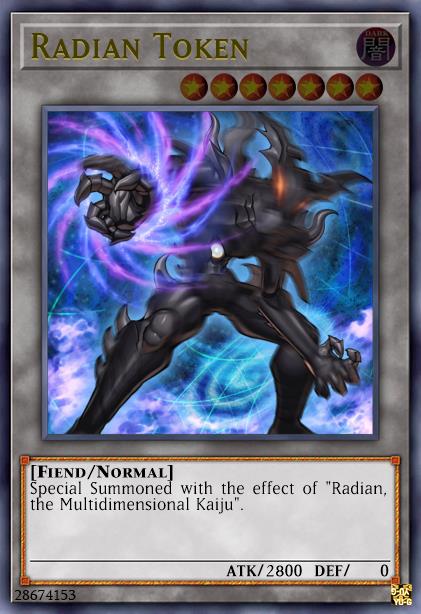 RADIAN TOKEN
DARK
闇
[FIEND/NORMAL]
Special Summoned with the effect of "Radian,
the Multidimensional Kaiju".
ATK/2800 DEF/ 0
28674153